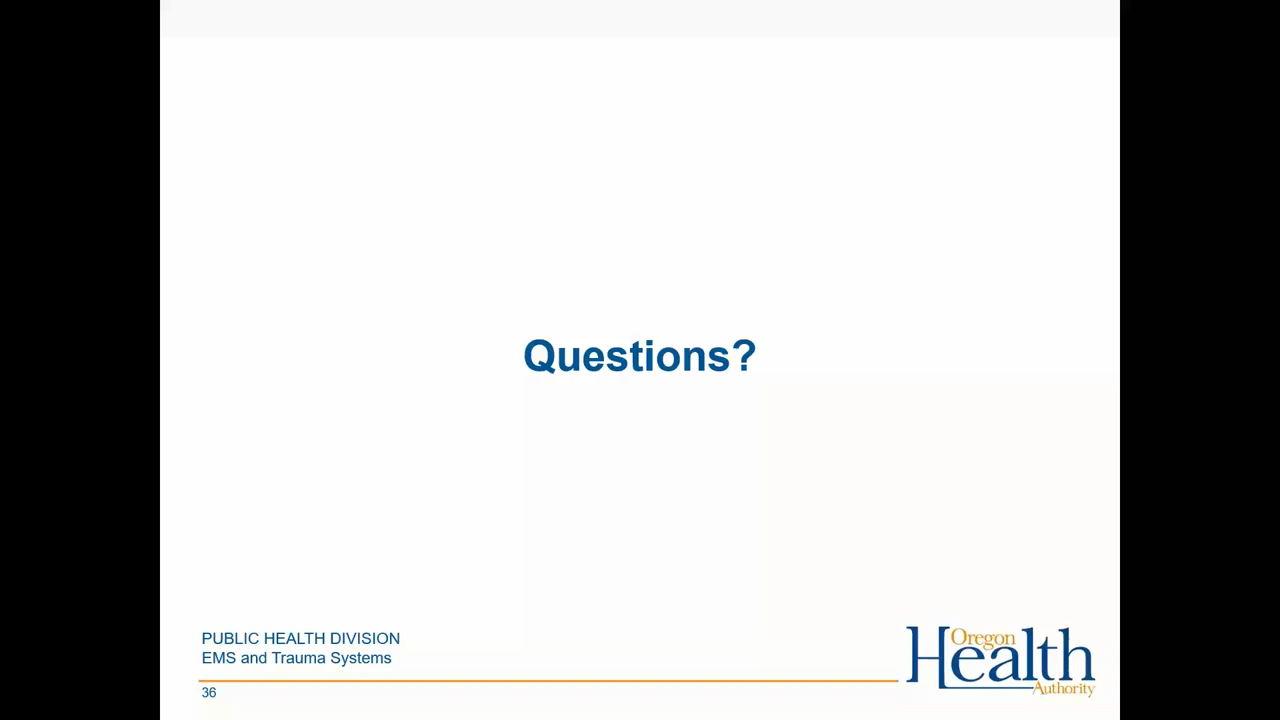 Questions?
PUBLIC HEALTH DIVISION
EMS and Trauma Systems
36
Oregon
Health
Authority